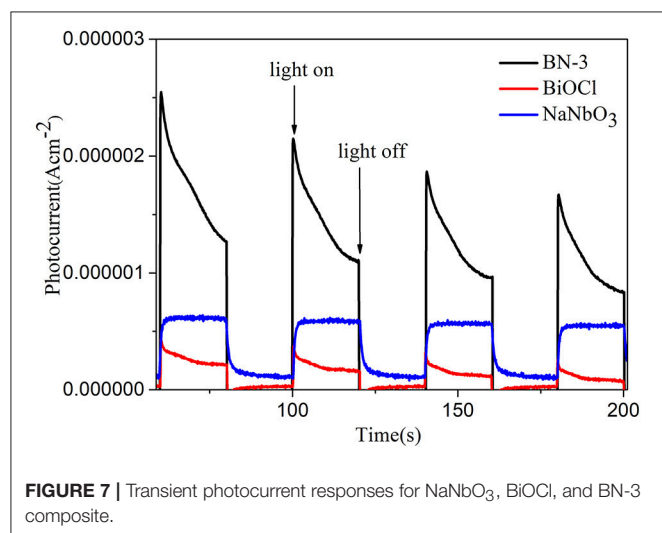 0.000003
0.000002
0.000001
0.000000
Photocurrent(Acm⁻²)
light on
light off
BN-3
BiOCl
NaNbO₃
100
150
200
Time(s)
FIGURE 7 | Transient photocurrent responses for NaNbO₃, BiOCl, and BN-3
composite.